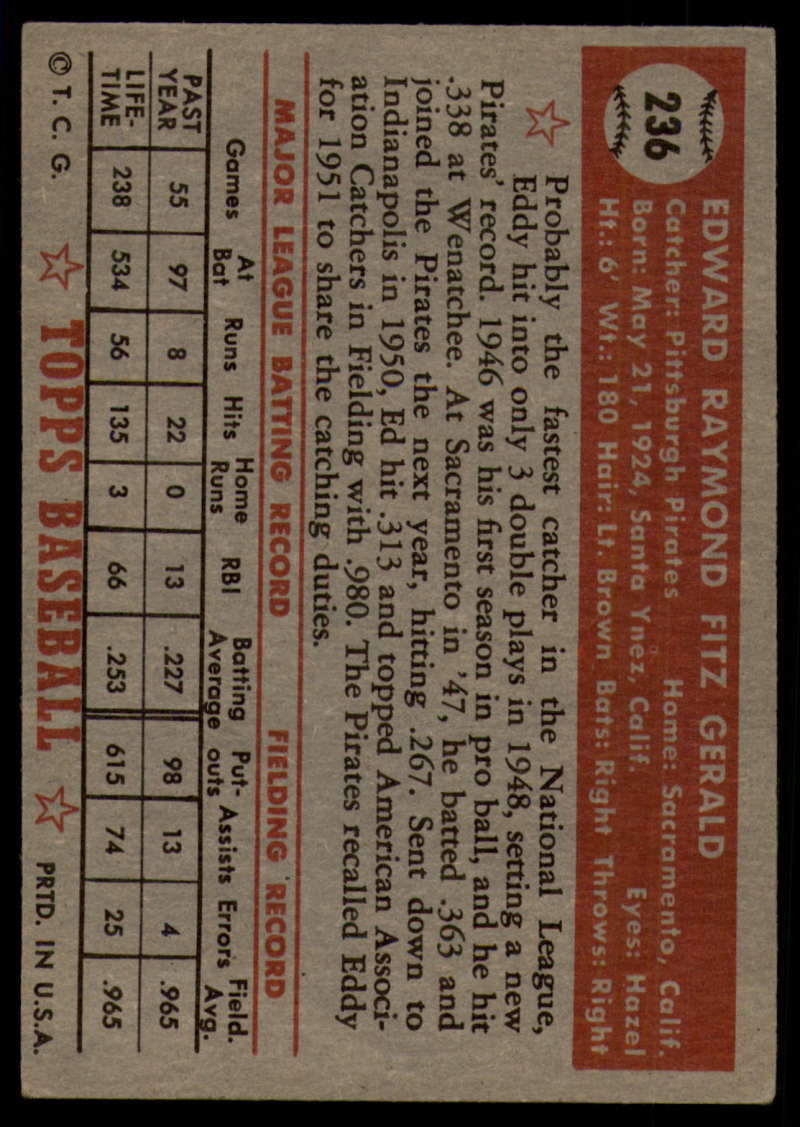 236
EDWARD RAYMOND FITZ GERALD
Catcher: Pittsburgh Pirates Home: Sacramento, Calif.
Born: May 21, 1924, Santa Ynez, Calif. Eyes: Hazel
Ht.: 6' Wt.: 180 Hair: Lt. Brown Bats: Right Throws: Right
Probably the fastest catcher in the National League,
Eddy hit into only 3 double plays in 1948, setting a new
Pirates' record. 1946 was his first season in pro ball, and he hit
.338 at Wenatchee. At Sacramento in '47, he batted .363 and
joined the Pirates the next year, hitting .267. Sent down to
Indianapolis in 1950, Ed hit .313 and topped American Associ-
ation Catchers in Fielding with .980. The Pirates recalled Eddy
for 1951 to share the catching duties.
MAJOR LEAGUE BATTING RECORD FIELDING RECORD
Games At Bat Runs Hits Home Runs RBI Batting Average Put-outs Assists Errors Field. Avg.
PAST YEAR 55 97 8 22 0 13 .227 98 13 4 .965
LIFE-TIME 238 534 56 135 3 66 .253 615 74 25 .965
© T. C. G. TOPPS BASEBALL PRTD. IN U.S.A.